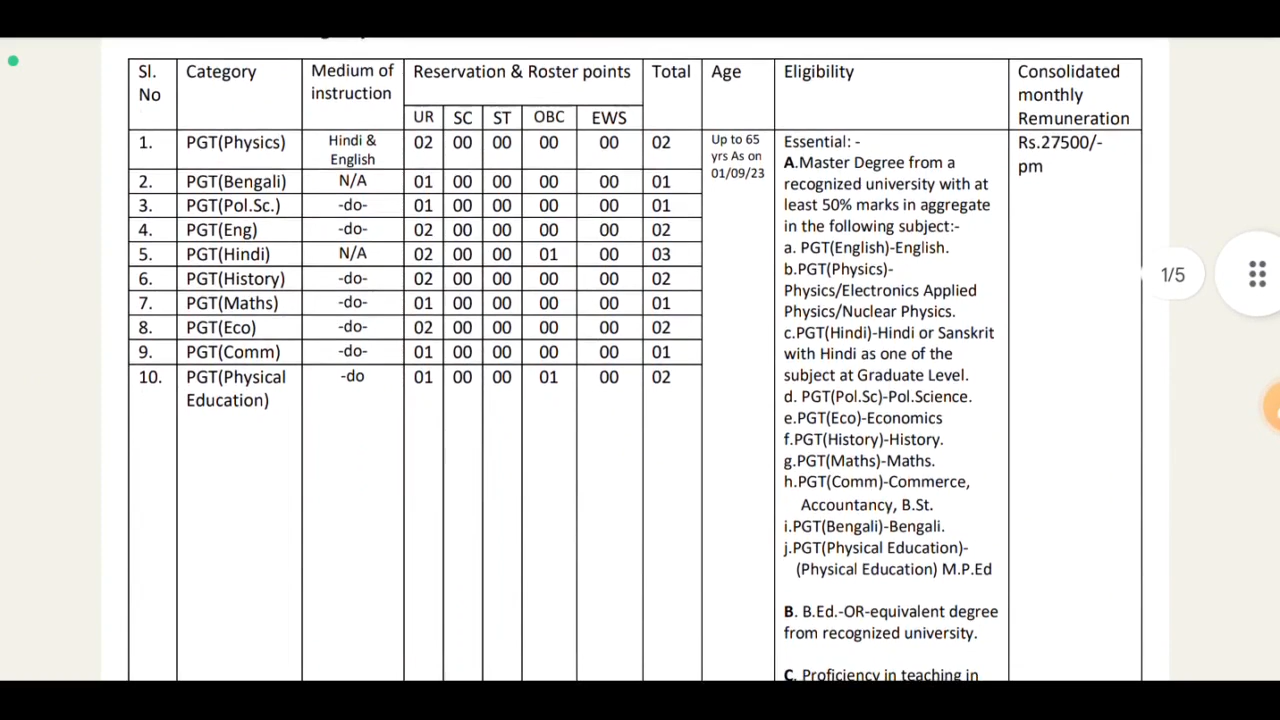 Sl. No | Category | Medium of instruction | Reservation & Roster points | Total | Age | Eligibility | Consolidated monthly Remuneration
UR | SC | ST | OBC | EWS
1. | PGT(Physics) | Hindi & English | 02 | 00 | 00 | 00 | 00 | 02
2. | PGT(Bengali) | N/A | 01 | 00 | 00 | 00 | 00 | 01
3. | PGT(Pol.Sc.) | -do- | 01 | 00 | 00 | 00 | 00 | 01
4. | PGT(Eng) | -do- | 02 | 00 | 00 | 00 | 00 | 02
5. | PGT(Hindi) | N/A | 02 | 00 | 00 | 01 | 00 | 03
6. | PGT(History) | -do- | 02 | 00 | 00 | 00 | 00 | 02
7. | PGT(Maths) | -do- | 01 | 00 | 00 | 00 | 00 | 01
8. | PGT(Eco) | -do- | 02 | 00 | 00 | 00 | 00 | 02
9. | PGT(Comm) | -do- | 01 | 00 | 00 | 00 | 00 | 01
10. | PGT(Physical Education) | -do | 01 | 00 | 00 | 01 | 00 | 02
Up to 65
yrs As on
01/09/23
Essential: -
A.Master Degree from a
recognized university with at
least 50% marks in aggregate
in the following subject:-
a. PGT(English)-English.
b.PGT(Physics)-
Physics/Electronics Applied
Physics/Nuclear Physics.
c.PGT(Hindi)-Hindi or Sanskrit
with Hindi as one of the
subject at Graduate Level.
d. PGT(Pol.Sc)-Pol.Science.
e.PGT(Eco)-Economics
f.PGT(History)-History.
g.PGT(Maths)-Maths.
h.PGT(Comm)-Commerce,
Accountancy, B.St.
i.PGT(Bengali)-Bengali.
j.PGT(Physical Education)-
(Physical Education) M.P.Ed
B. B.Ed.-OR-equivalent degree
from recognized university.
C. Proficiency in teaching in
Rs.27500/-
pm
1/5